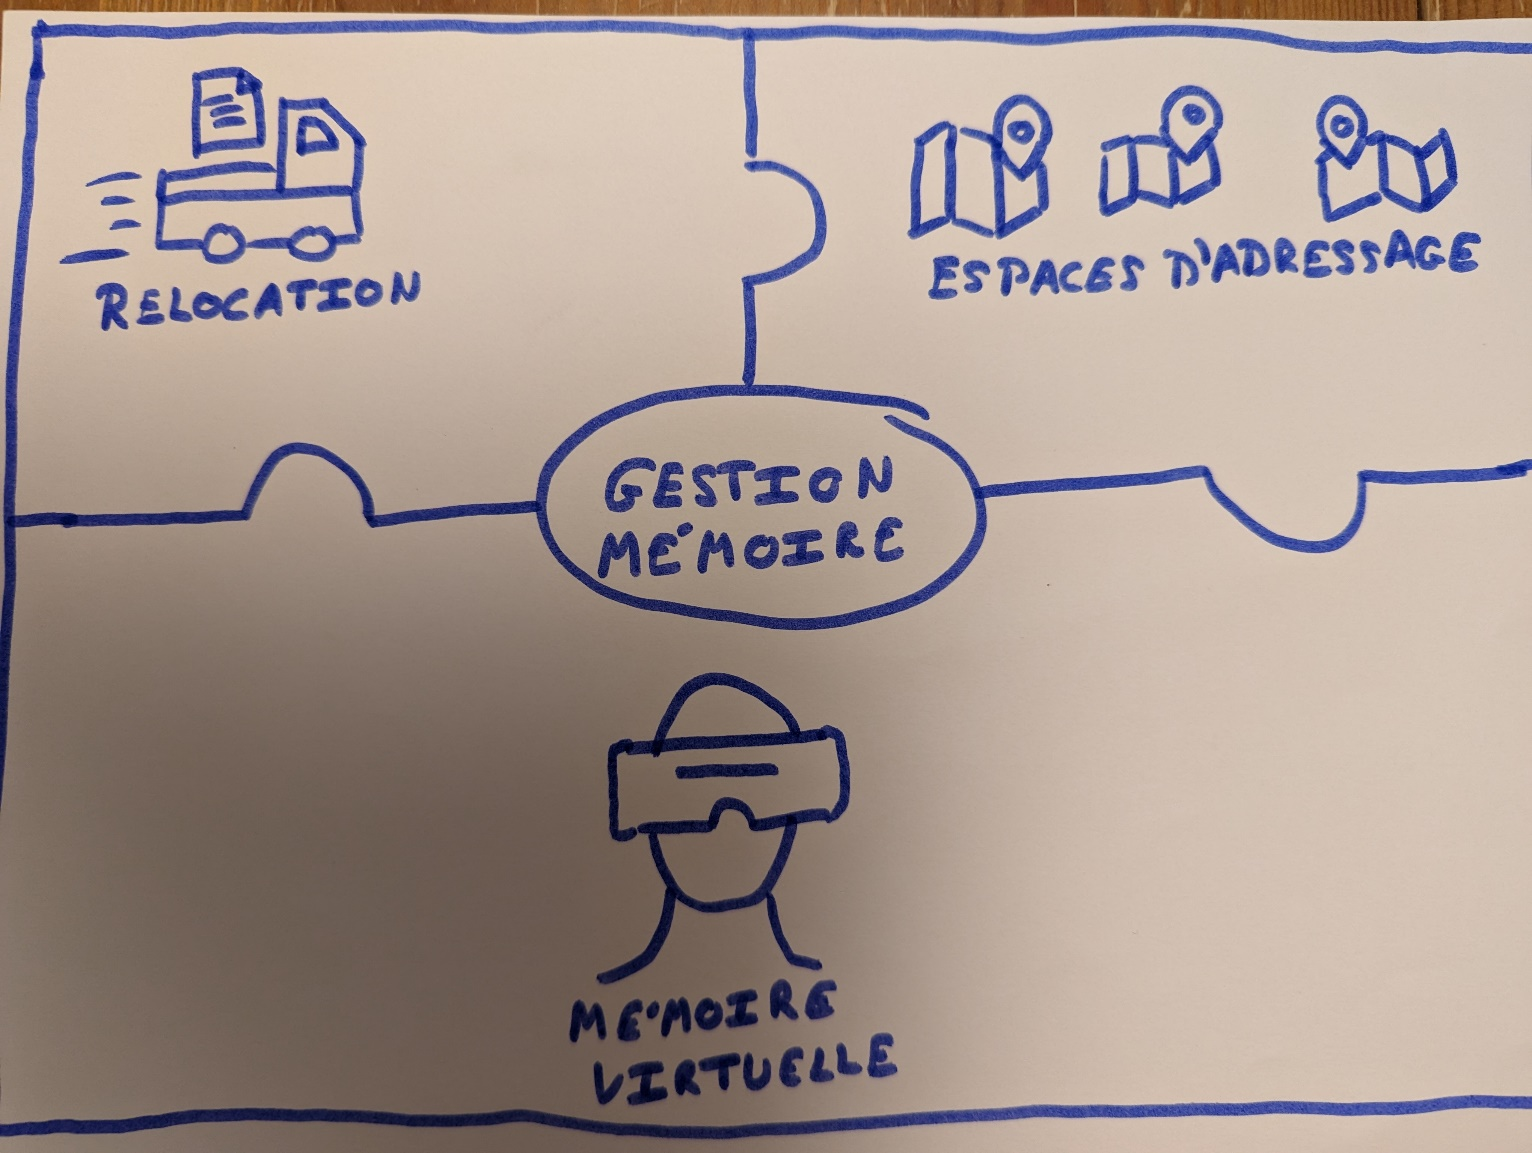 RELOCATION
ESPACES D'ADRESSAGE
GESTION
MÉMOIRE
MÉMOIRE
VIRTUELLE